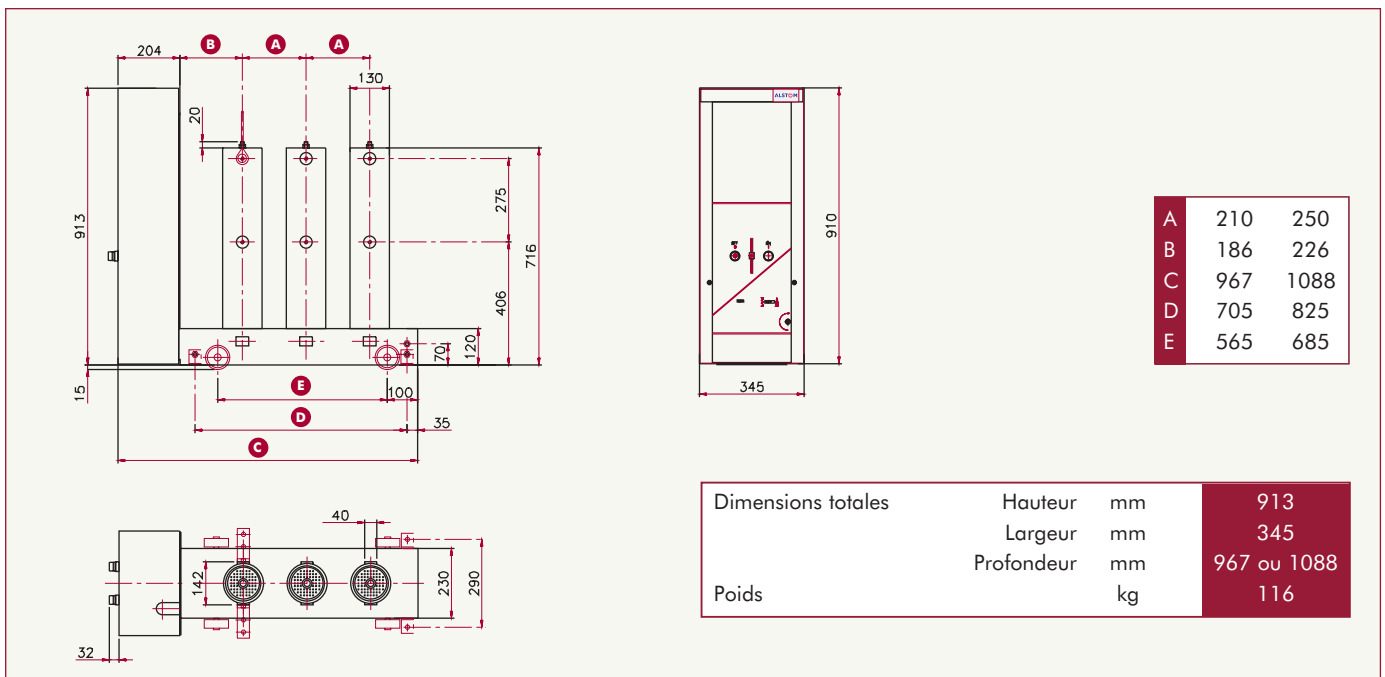 204
B
A
A
130
20
913
275
716
406
120
70
15
E
100
D
35
C
ALSTOM
910
345
A 210 250
B 186 226
C 967 1088
D 705 825
E 565 685
40
142
230
290
32
Dimensions totales Hauteur mm 913
Largeur mm 345
Profondeur mm 967 ou 1088
Poids kg 116